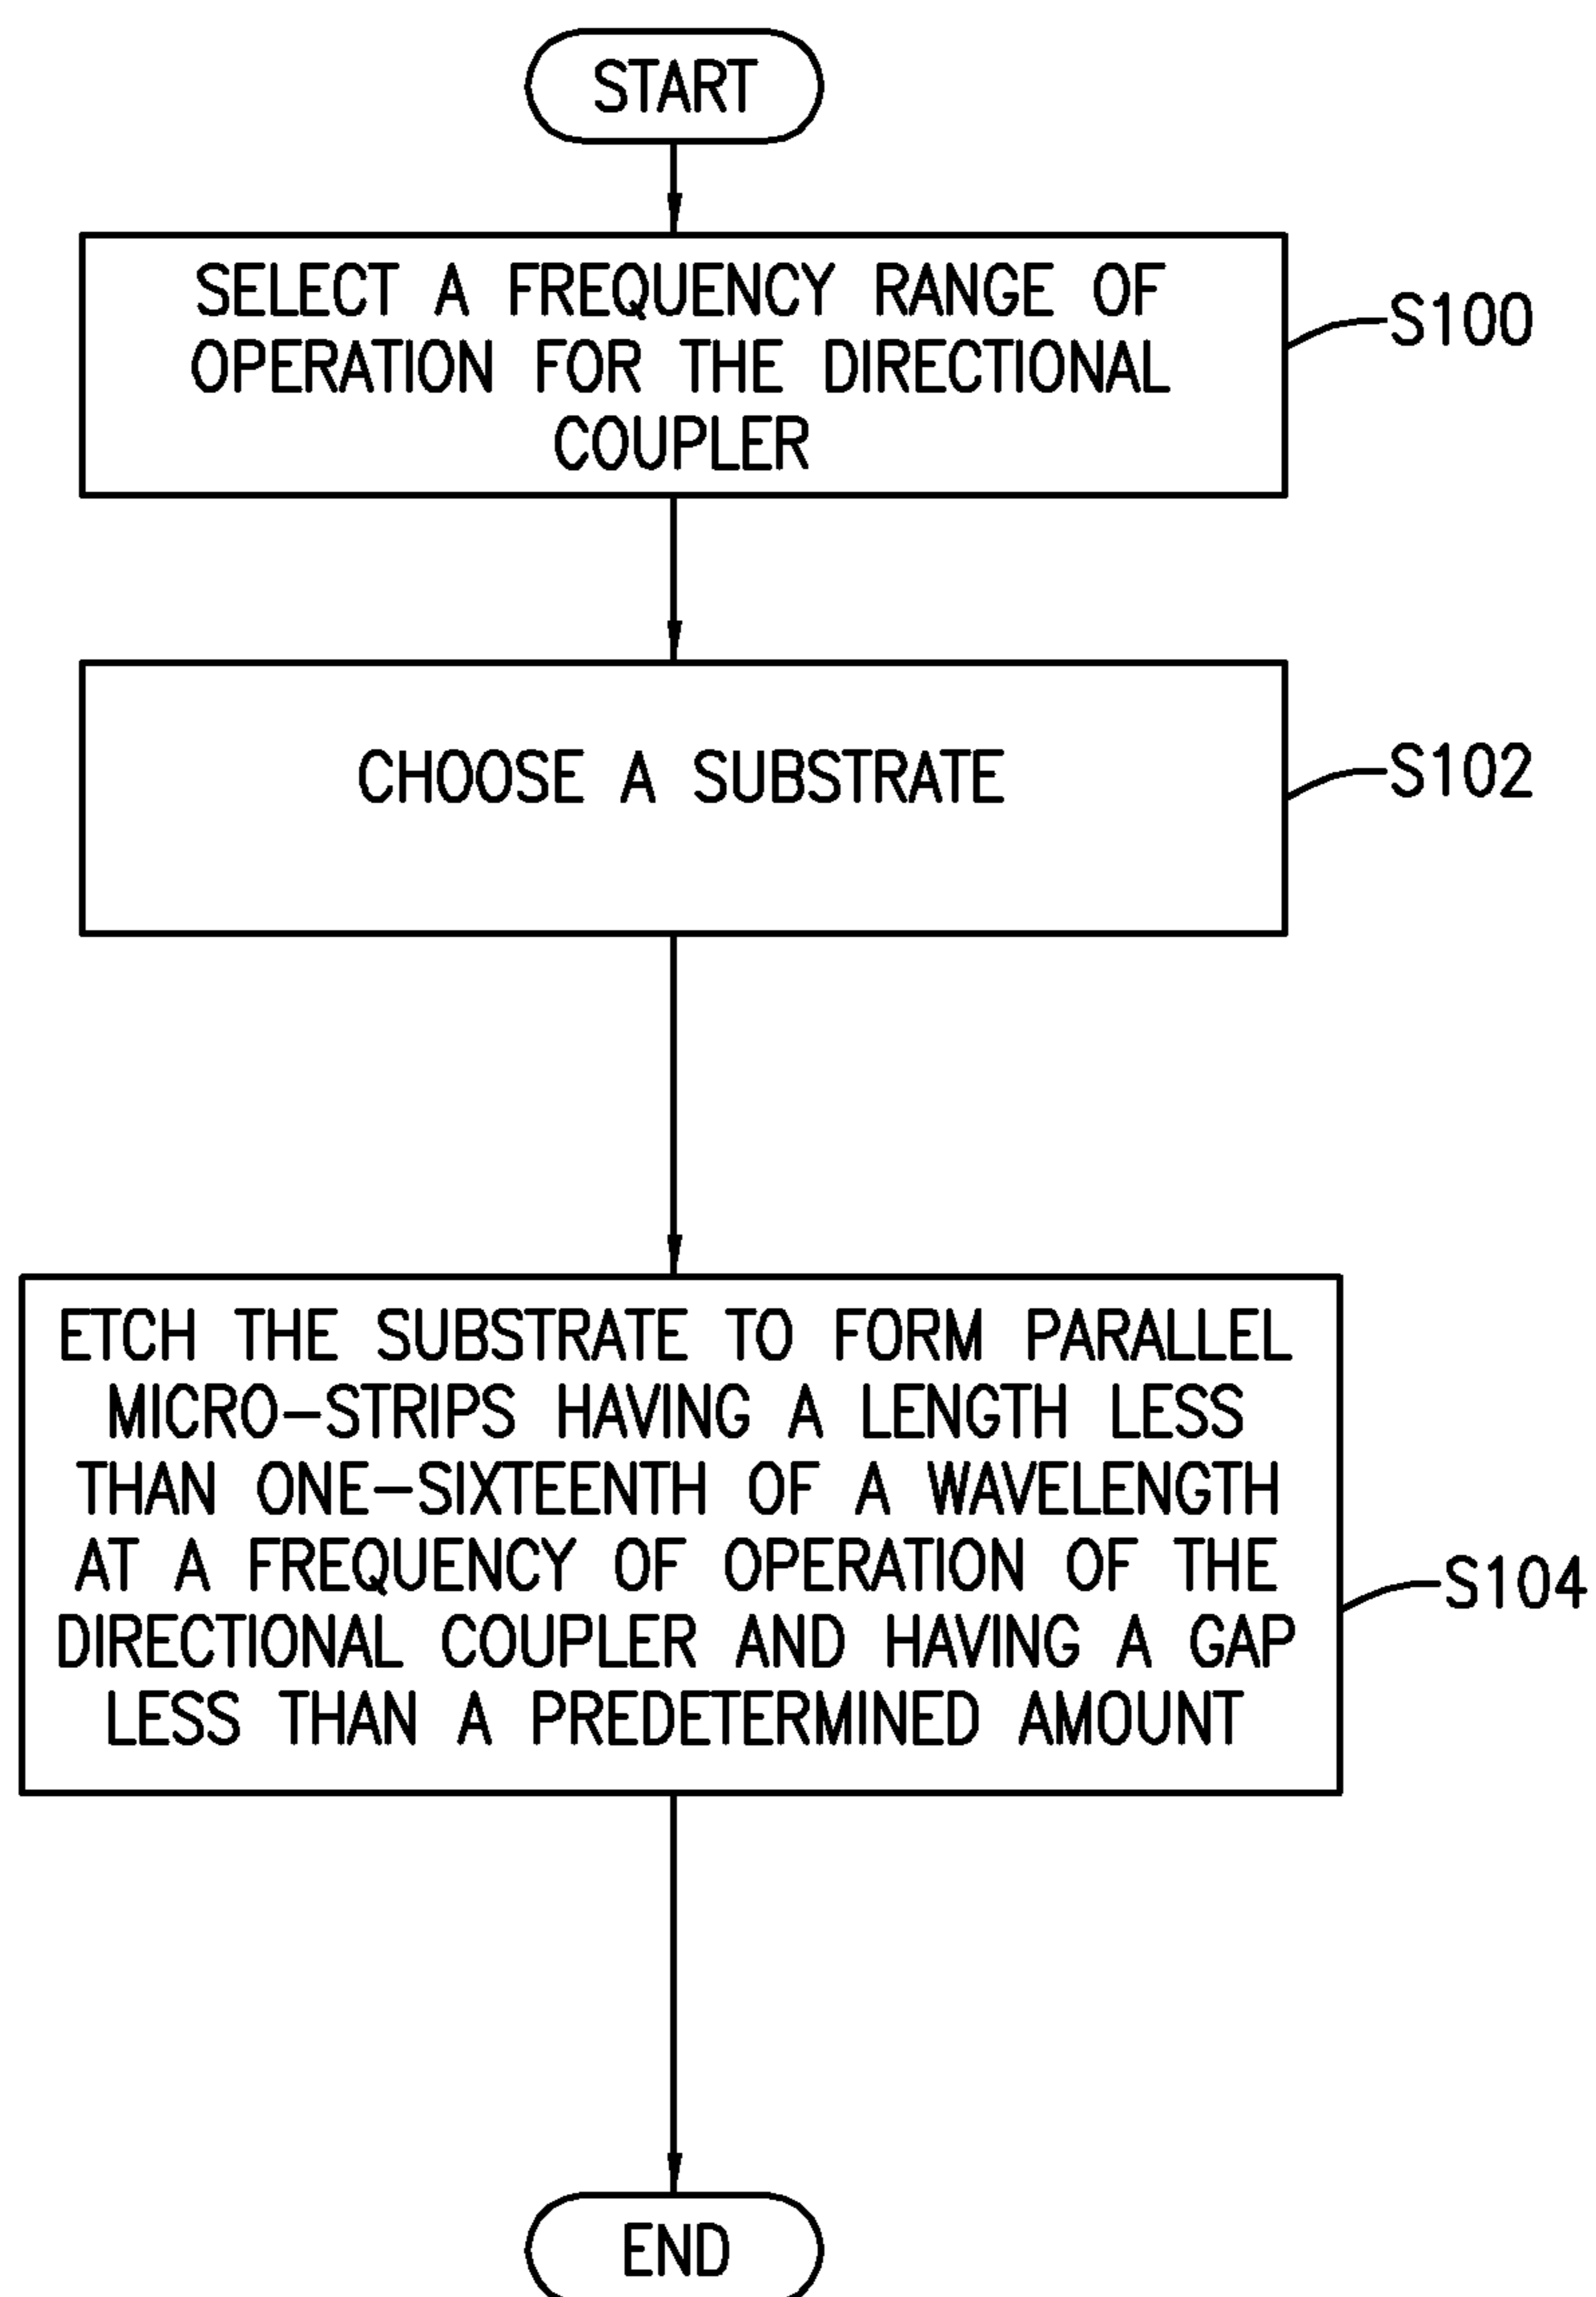 START
SELECT A FREQUENCY RANGE OF
OPERATION FOR THE DIRECTIONAL
COUPLER
S100
CHOOSE A SUBSTRATE
S102
ETCH THE SUBSTRATE TO FORM PARALLEL
MICRO-STRIPS HAVING A LENGTH LESS
THAN ONE-SIXTEENTH OF A WAVELENGTH
AT A FREQUENCY OF OPERATION OF THE
DIRECTIONAL COUPLER AND HAVING A GAP
LESS THAN A PREDETERMINED AMOUNT
S104
END